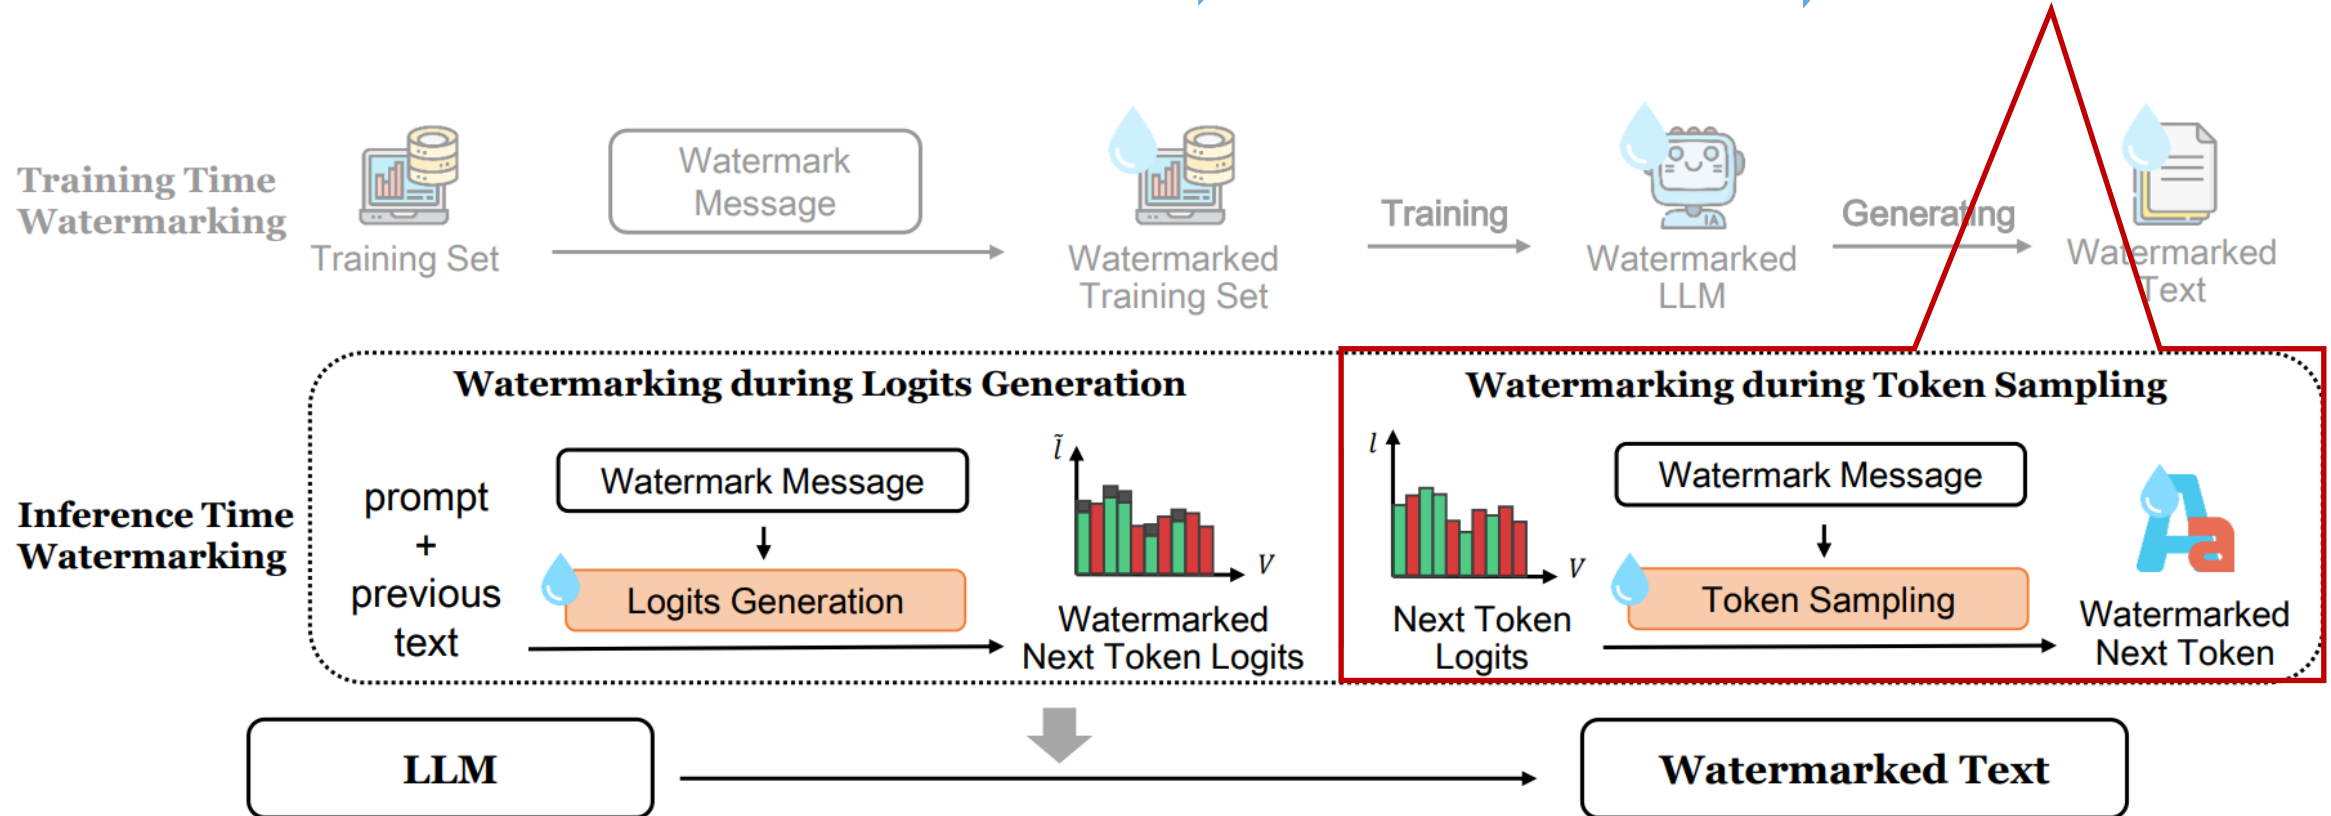 Training Time
Watermarking
Training Set
Watermark
Message
Watermarked
Training Set
Training
IA
Watermarked
LLM
Generating
Watermarked
Text
Inference Time
Watermarking
Watermarking during Logits Generation
prompt
+
previous
text
Watermark Message
Logits Generation
l̃
V
Watermarked
Next Token Logits
Watermarking during Token Sampling
l
V
Next Token
Logits
Watermark Message
Token Sampling
Aa
Watermarked
Next Token
LLM
Watermarked Text